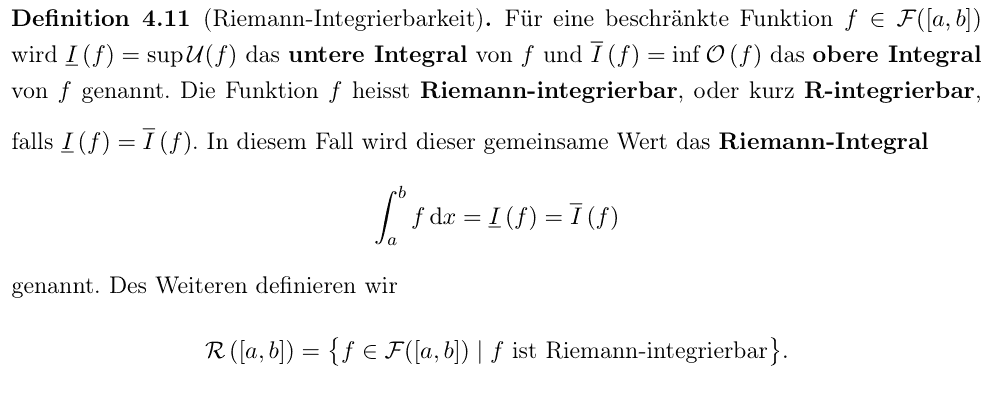 Definition 4.11 (Riemann-Integrierbarkeit). Für eine beschränkte Funktion f ∈ ℱ([a, b])
wird I̲ (f) = sup 𝒰(f) das untere Integral von f und I̅ (f) = inf 𝒪 (f) das obere Integral
von f genannt. Die Funktion f heisst Riemann-integrierbar, oder kurz R-integrierbar,
falls I̲ (f) = I̅ (f). In diesem Fall wird dieser gemeinsame Wert das Riemann-Integral
∫_a^b f dx = I̲ (f) = I̅ (f)
genannt. Des Weiteren definieren wir
ℛ ([a, b]) = {f ∈ ℱ([a, b]) | f ist Riemann-integrierbar}.